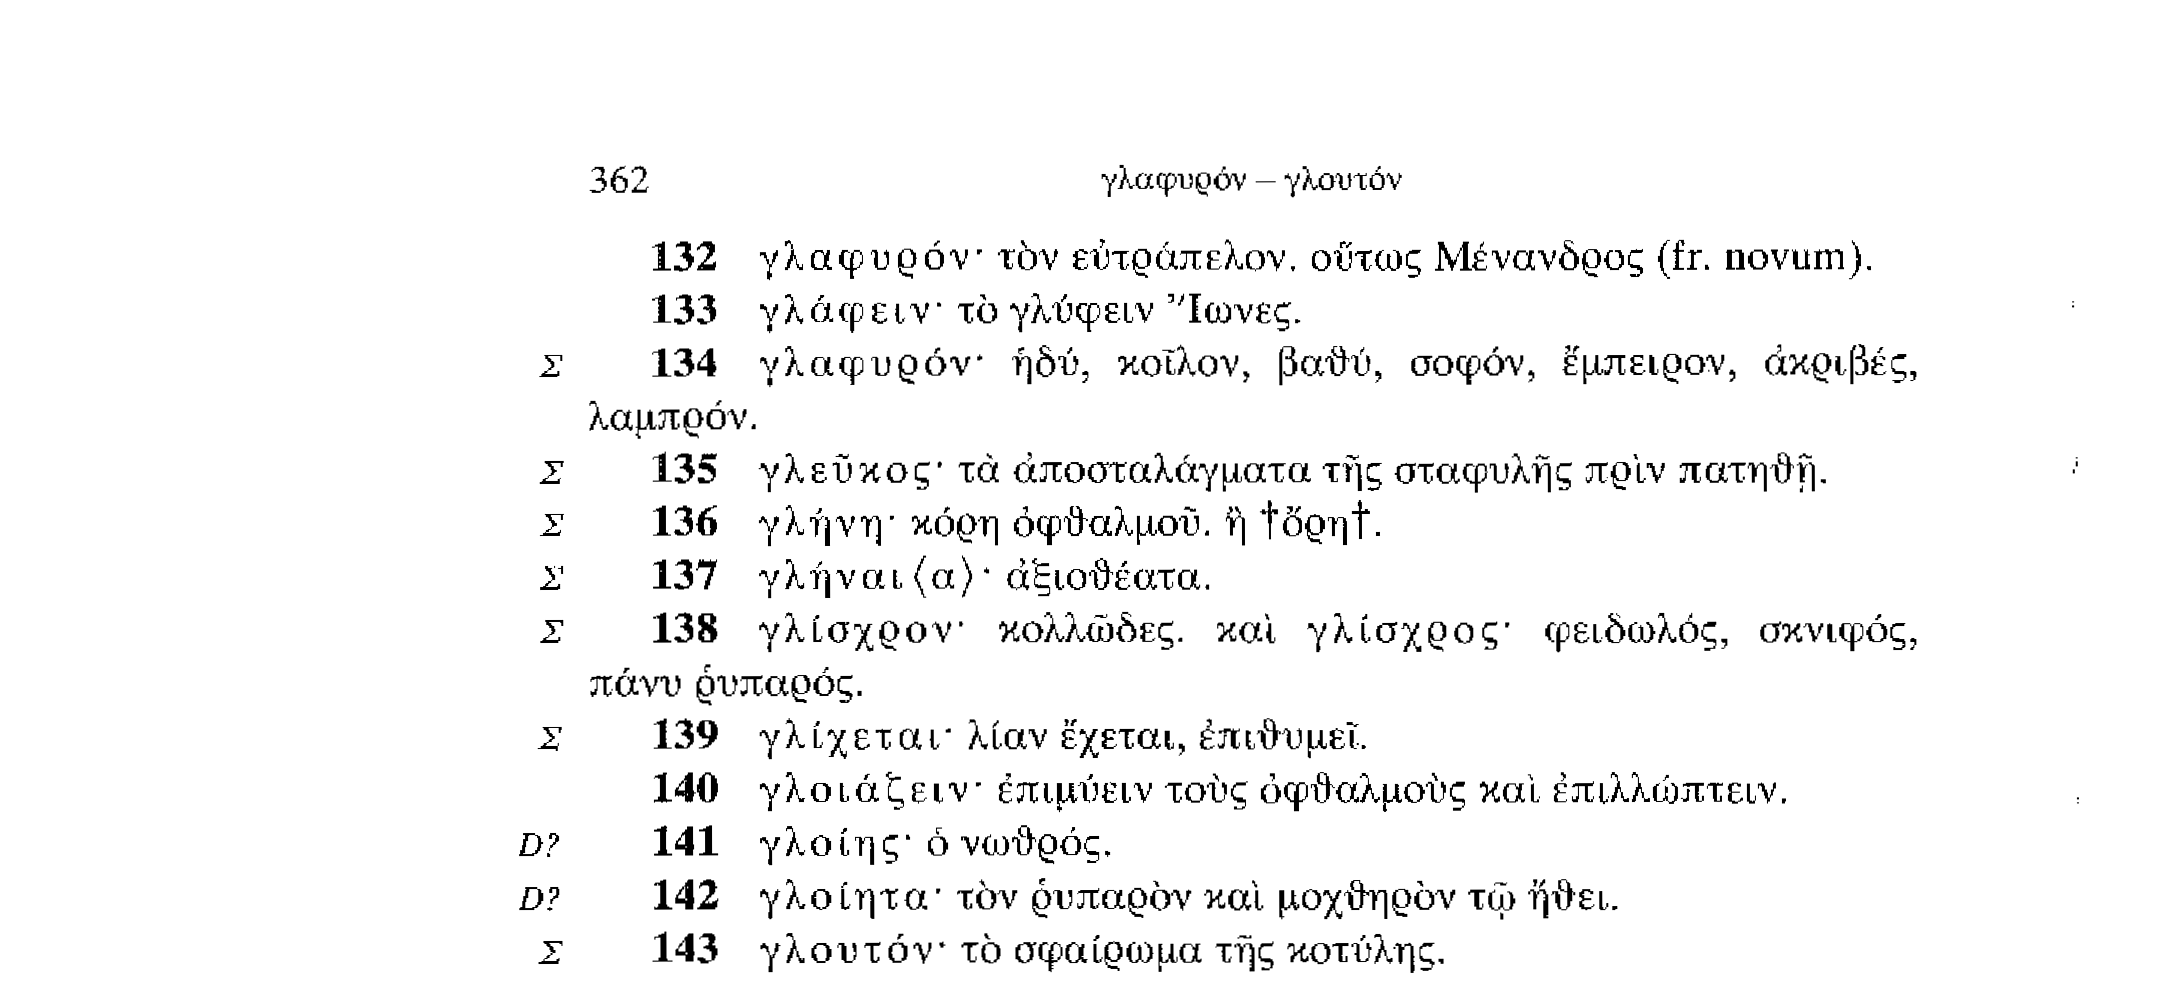 362 γλαφυρόν – γλουτόν
132 γλαφυρόν· τὸν εὐτράπελον. οὕτως Μένανδρος (fr. novum).
133 γλάφειν· τὸ γλύφειν Ἴωνες.
Σ 134 γλαφυρόν· ἡδύ, κοῖλον, βαθύ, σοφόν, ἔμπειρον, ἀκριβές,
λαμπρόν.
Σ 135 γλεῦκος· τὰ ἀποσταλάγματα τῆς σταφυλῆς πρὶν πατηθῇ.
Σ 136 γλήνη· κόρη ὀφθαλμοῦ. ἢ †ὄρη†.
Σ' 137 γλήναι⟨α⟩· ἀξιοθέατα.
Σ 138 γλίσχρον· κολλῶδες. καὶ γλίσχρος· φειδωλός, σκνιφός,
πάνυ ῥυπαρός.
Σ 139 γλίχεται· λίαν ἔχεται, ἐπιθυμεῖ.
140 γλοιάζειν· ἐπιμύειν τοὺς ὀφθαλμοὺς καὶ ἐπιλλώπτειν.
D? 141 γλοίης· ὁ νωθρός.
D? 142 γλοίητα· τὸν ῥυπαρὸν καὶ μοχθηρὸν τῷ ἤθει.
Σ 143 γλουτόν· τὸ σφαίρωμα τῆς κοτύλης.